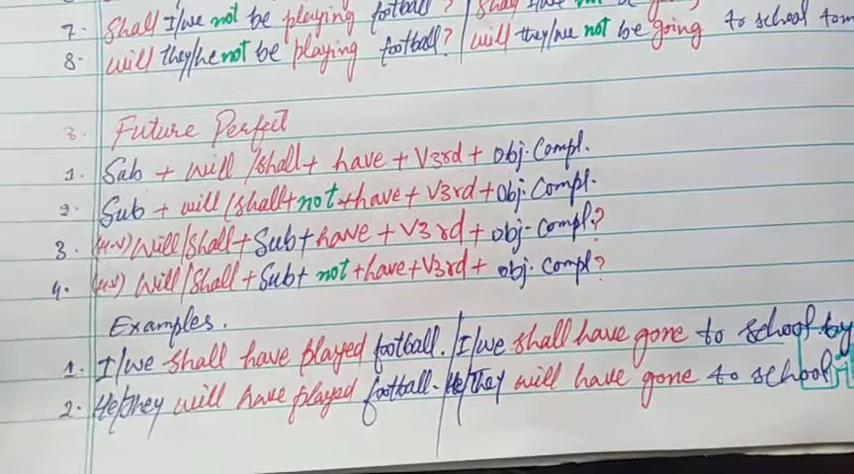 7. Shall I/we not be playing football?
8. will they/he not be playing football? / will they/we not be going to school tom
3. Future Perfect
1. Sub + will /shall + have + V3rd + obj. Compl.
2. Sub + will /shall + not + have + V3rd + Obj. Compl.
3. (H.V) Will/Shall + Sub + have + V3rd + obj. Compl.?
4. (H.V) Will/Shall + Sub + not + have + V3rd + obj. Compl?
Examples.
1. I/we shall have played football. / I/we shall have gone to school by
2. He/they will have played football. He/They will have gone to school